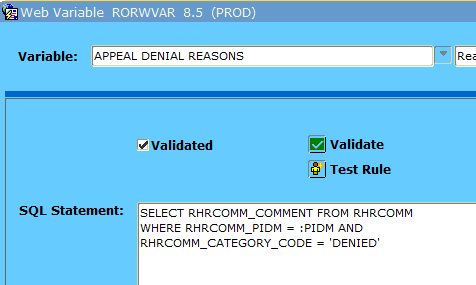 Web Variable RORWVAR 8.5 (PROD)
Variable: APPEAL DENIAL REASONS Rea
Validated Validate
Test Rule
SQL Statement: SELECT RHRCOMM_COMMENT FROM RHRCOMM
WHERE RHRCOMM_PIDM = :PIDM AND
RHRCOMM_CATEGORY_CODE = 'DENIED'